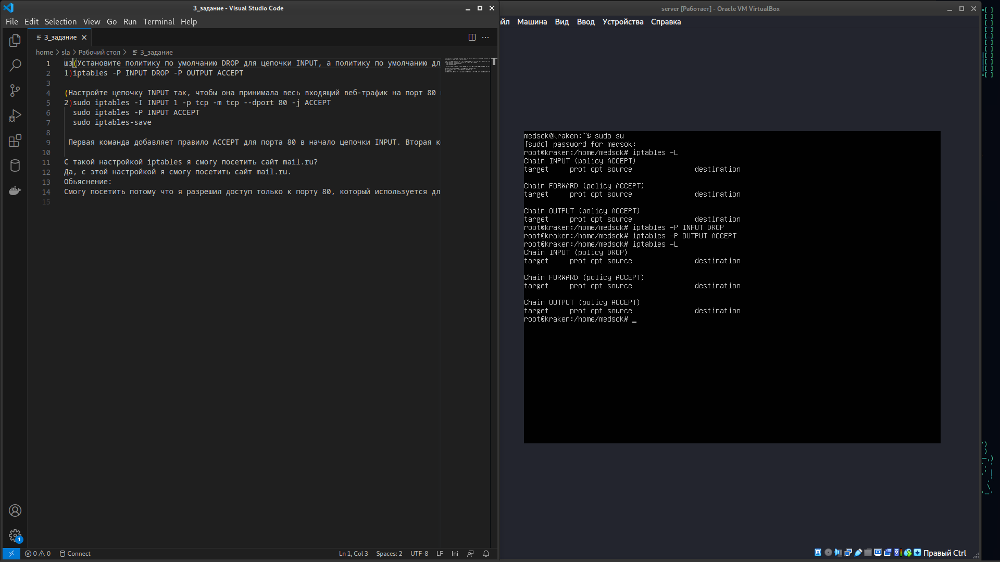 3_задание - Visual Studio Code
File Edit Selection View Go Run Terminal Help
3_задание
home > sla > Рабочий стол > 3_задание
1 шз(Установите политику по умолчанию DROP для цепочки INPUT, а политику по умолчанию дл
2 1)iptables -P INPUT DROP -P OUTPUT ACCEPT
3
4 (Настройте цепочку INPUT так, чтобы она принимала весь входящий веб-трафик на порт 80
5 2)sudo iptables -I INPUT 1 -p tcp -m tcp --dport 80 -j ACCEPT
6 sudo iptables -P INPUT ACCEPT
7 sudo iptables-save
8
9 Первая команда добавляет правило ACCEPT для порта 80 в начало цепочки INPUT. Вторая к
10
11 С такой настройкой iptables я смогу посетить сайт mail.ru?
12 Да, с этой настройкой я смогу посетить сайт mail.ru.
13 Обьяснение:
14 Смогу посетить потому что я разрешил доступ только к порту 80, который используется дл
15
1
0 0 Connect
Ln 1, Col 3 Spaces: 2 UTF-8 LF Ini
server [Работает] - Oracle VM VirtualBox
йл Машина Вид Ввод Устройства Справка
medsok@kraken:~$ sudo su
[sudo] password for medsok:
root@kraken:/home/medsok# iptables -L
Chain INPUT (policy ACCEPT)
target prot opt source destination
Chain FORWARD (policy ACCEPT)
target prot opt source destination
Chain OUTPUT (policy ACCEPT)
target prot opt source destination
root@kraken:/home/medsok# iptables -P INPUT DROP
root@kraken:/home/medsok# iptables -P OUTPUT ACCEPT
root@kraken:/home/medsok# iptables -L
Chain INPUT (policy DROP)
target prot opt source destination
Chain FORWARD (policy ACCEPT)
target prot opt source destination
Chain OUTPUT (policy ACCEPT)
target prot opt source destination
root@kraken:/home/medsok# _
Правый Ctrl